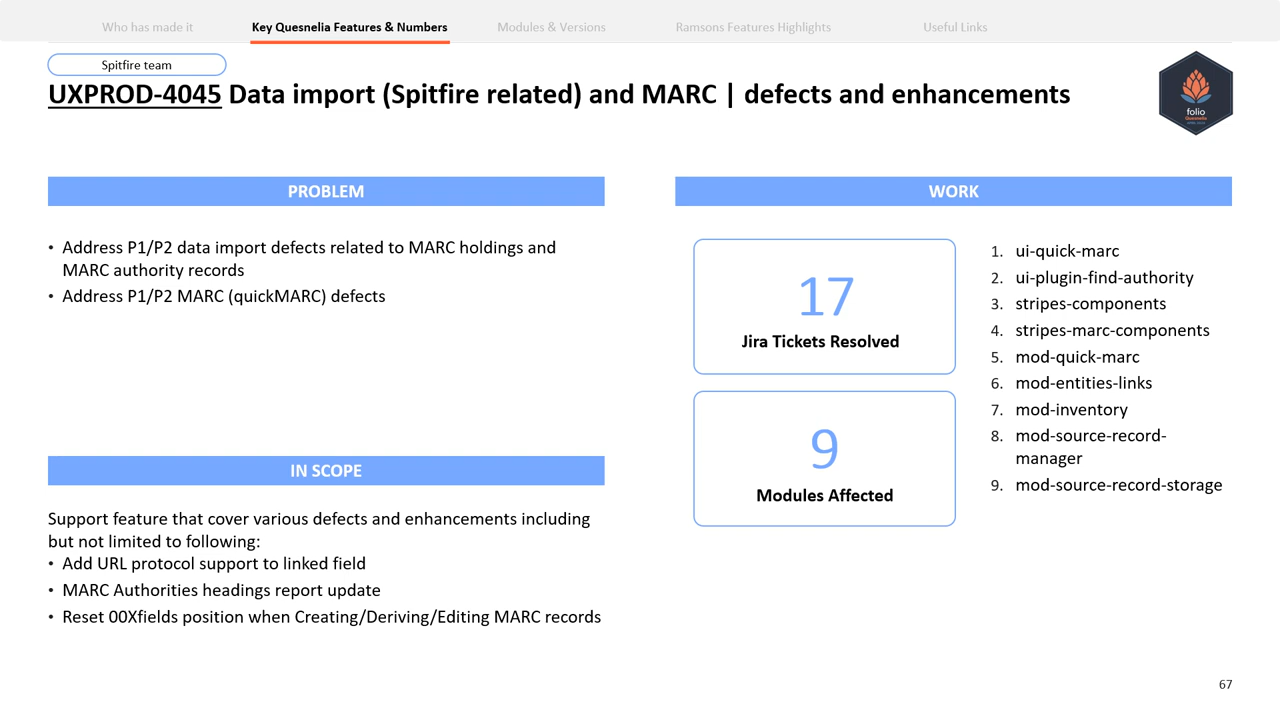 Who has made it
Key Quesnelia Features & Numbers
Modules & Versions
Ramsons Features Highlights
Useful Links
Spitfire team
UXPROD-4045 Data import (Spitfire related) and MARC | defects and enhancements
folio
Quesnelia
PROBLEM
• Address P1/P2 data import defects related to MARC holdings and
MARC authority records
• Address P1/P2 MARC (quickMARC) defects
IN SCOPE
Support feature that cover various defects and enhancements including
but not limited to following:
• Add URL protocol support to linked field
• MARC Authorities headings report update
• Reset 00Xfields position when Creating/Deriving/Editing MARC records
WORK
17
Jira Tickets Resolved
9
Modules Affected
1. ui-quick-marc
2. ui-plugin-find-authority
3. stripes-components
4. stripes-marc-components
5. mod-quick-marc
6. mod-entities-links
7. mod-inventory
8. mod-source-record-
manager
9. mod-source-record-storage
67